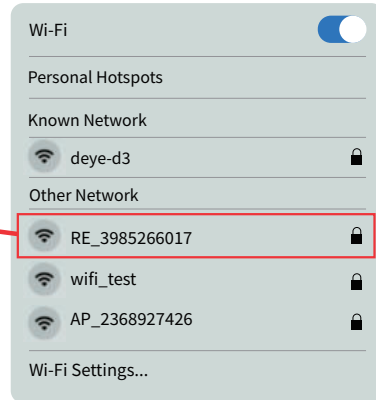 Wi-Fi
Personal Hotspots
Known Network
deye-d3
Other Network
RE_3985266017
wifi_test
AP_2368927426
Wi-Fi Settings...